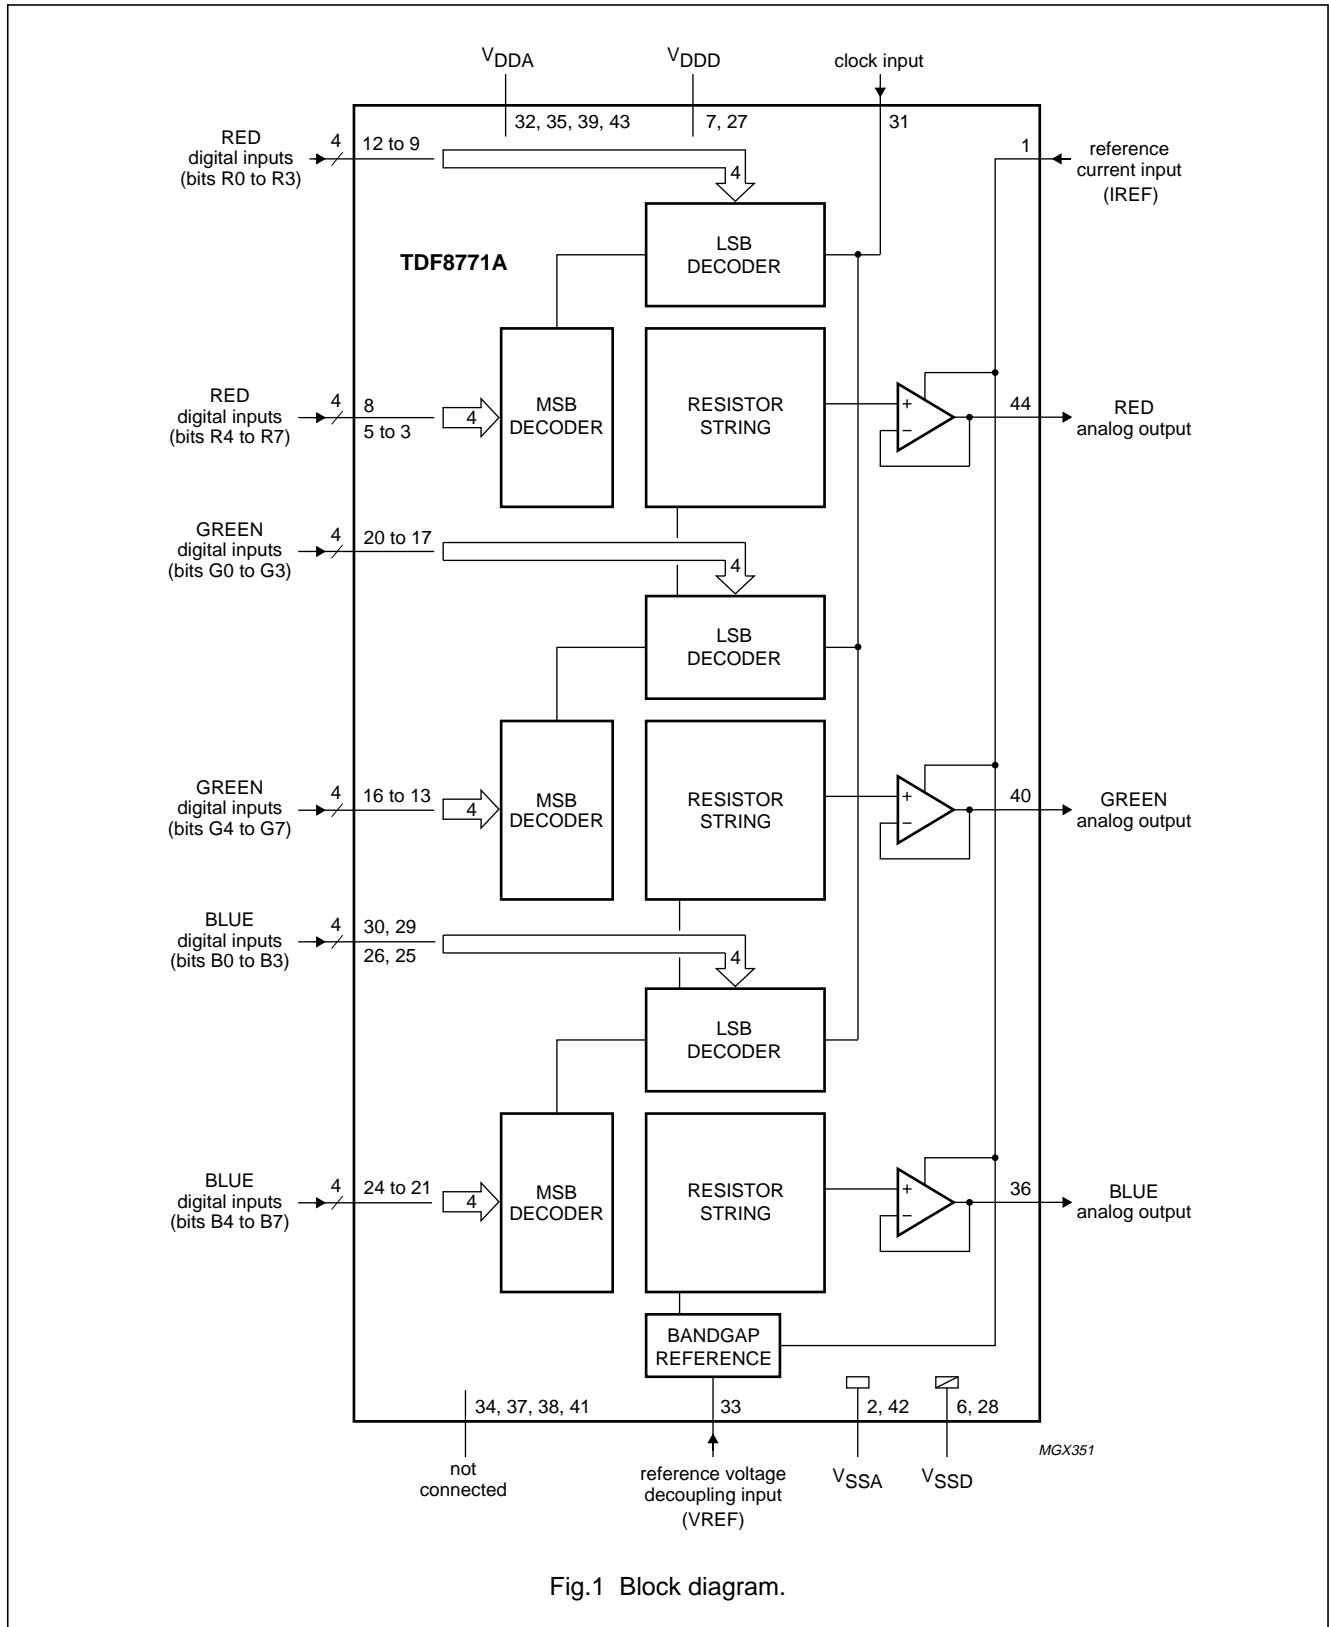 VDDA
VDDD
clock input
32, 35, 39, 43
7, 27
31
RED
digital inputs
(bits R0 to R3)
4
12 to 9
4
1
reference
current input
(IREF)
TDF8771A
LSB
DECODER
RED
digital inputs
(bits R4 to R7)
4
8
5 to 3
4
MSB
DECODER
RESISTOR
STRING
+
−
44
RED
analog output
GREEN
digital inputs
(bits G0 to G3)
4
20 to 17
4
LSB
DECODER
GREEN
digital inputs
(bits G4 to G7)
4
16 to 13
4
MSB
DECODER
RESISTOR
STRING
+
−
40
GREEN
analog output
BLUE
digital inputs
(bits B0 to B3)
4
30, 29
26, 25
4
LSB
DECODER
BLUE
digital inputs
(bits B4 to B7)
4
24 to 21
4
MSB
DECODER
RESISTOR
STRING
+
−
36
BLUE
analog output
BANDGAP
REFERENCE
34, 37, 38, 41
33
2, 42
6, 28
MGX351
not
connected
reference voltage
decoupling input
(VREF)
VSSA
VSSD
Fig.1 Block diagram.